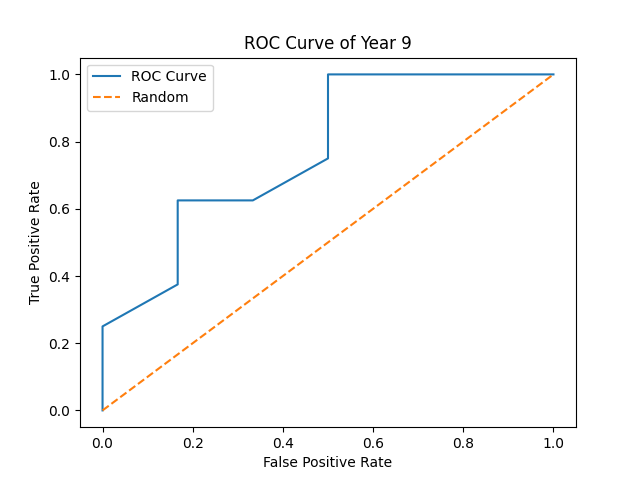 ROC Curve of Year 9
ROC Curve
Random
True Positive Rate
1.0
0.8
0.6
0.4
0.2
0.0
0.0 0.2 0.4 0.6 0.8 1.0
False Positive Rate